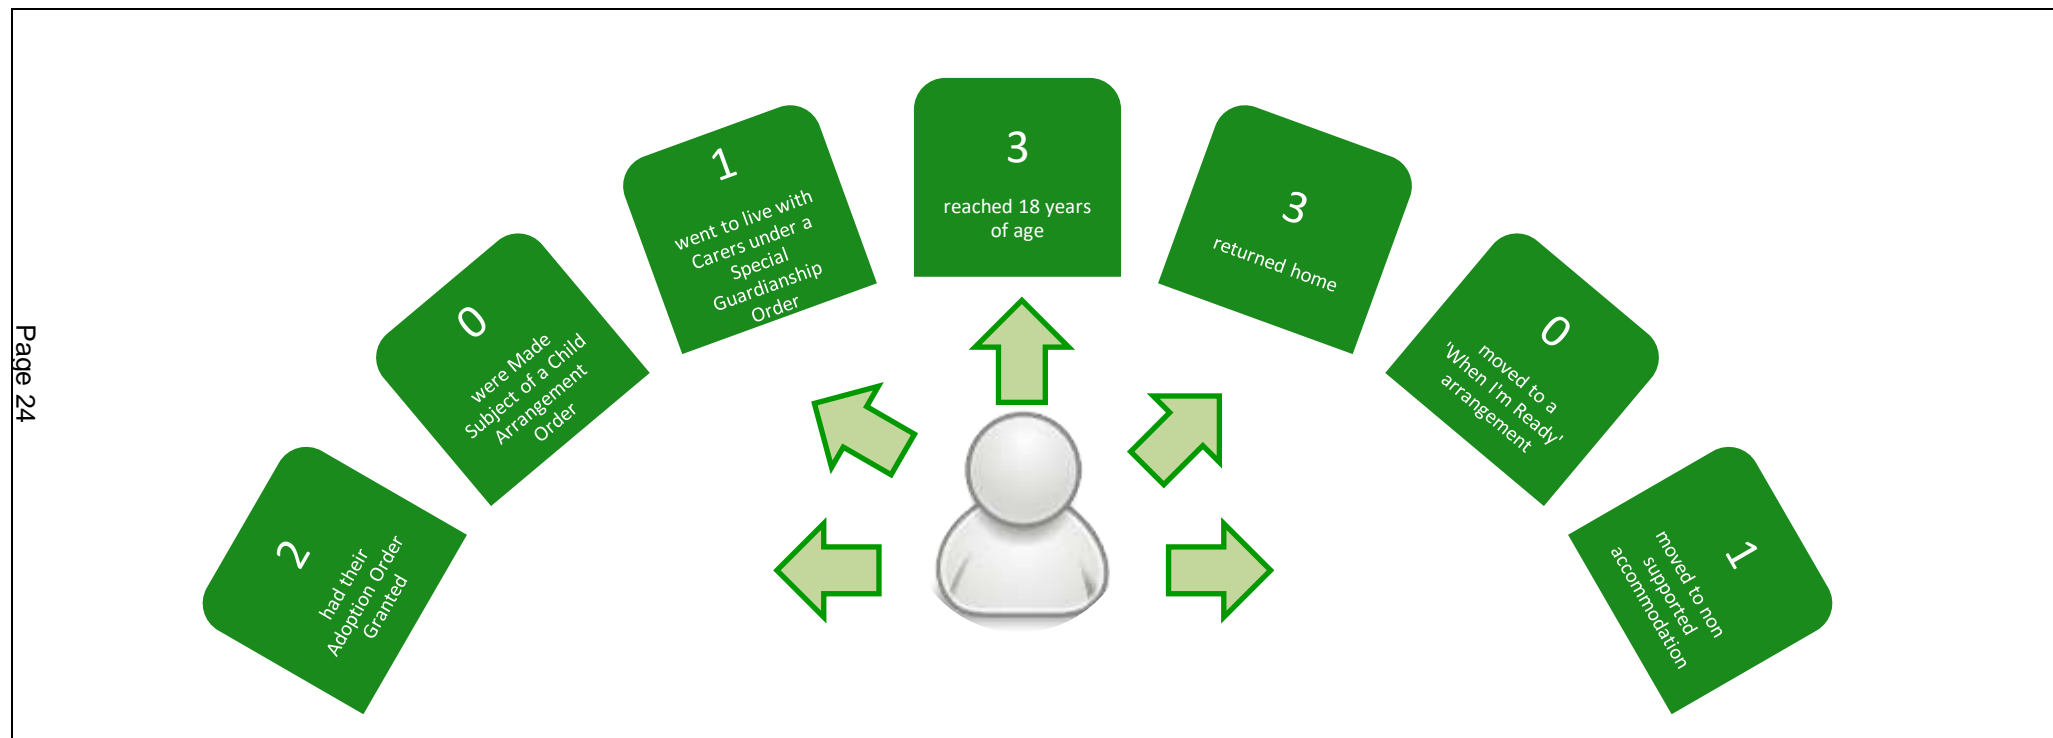 Page 24
2
had their
Adoption Order
Granted
0
were Made
Subject of a Child
Arrangement
Order
1
went to live with
Carers under a
Special
Guardianship
Order
3
reached 18 years
of age
3
returned home
0
moved to a
'When I'm Ready'
arrangement
1
moved to non
supported
accommodation